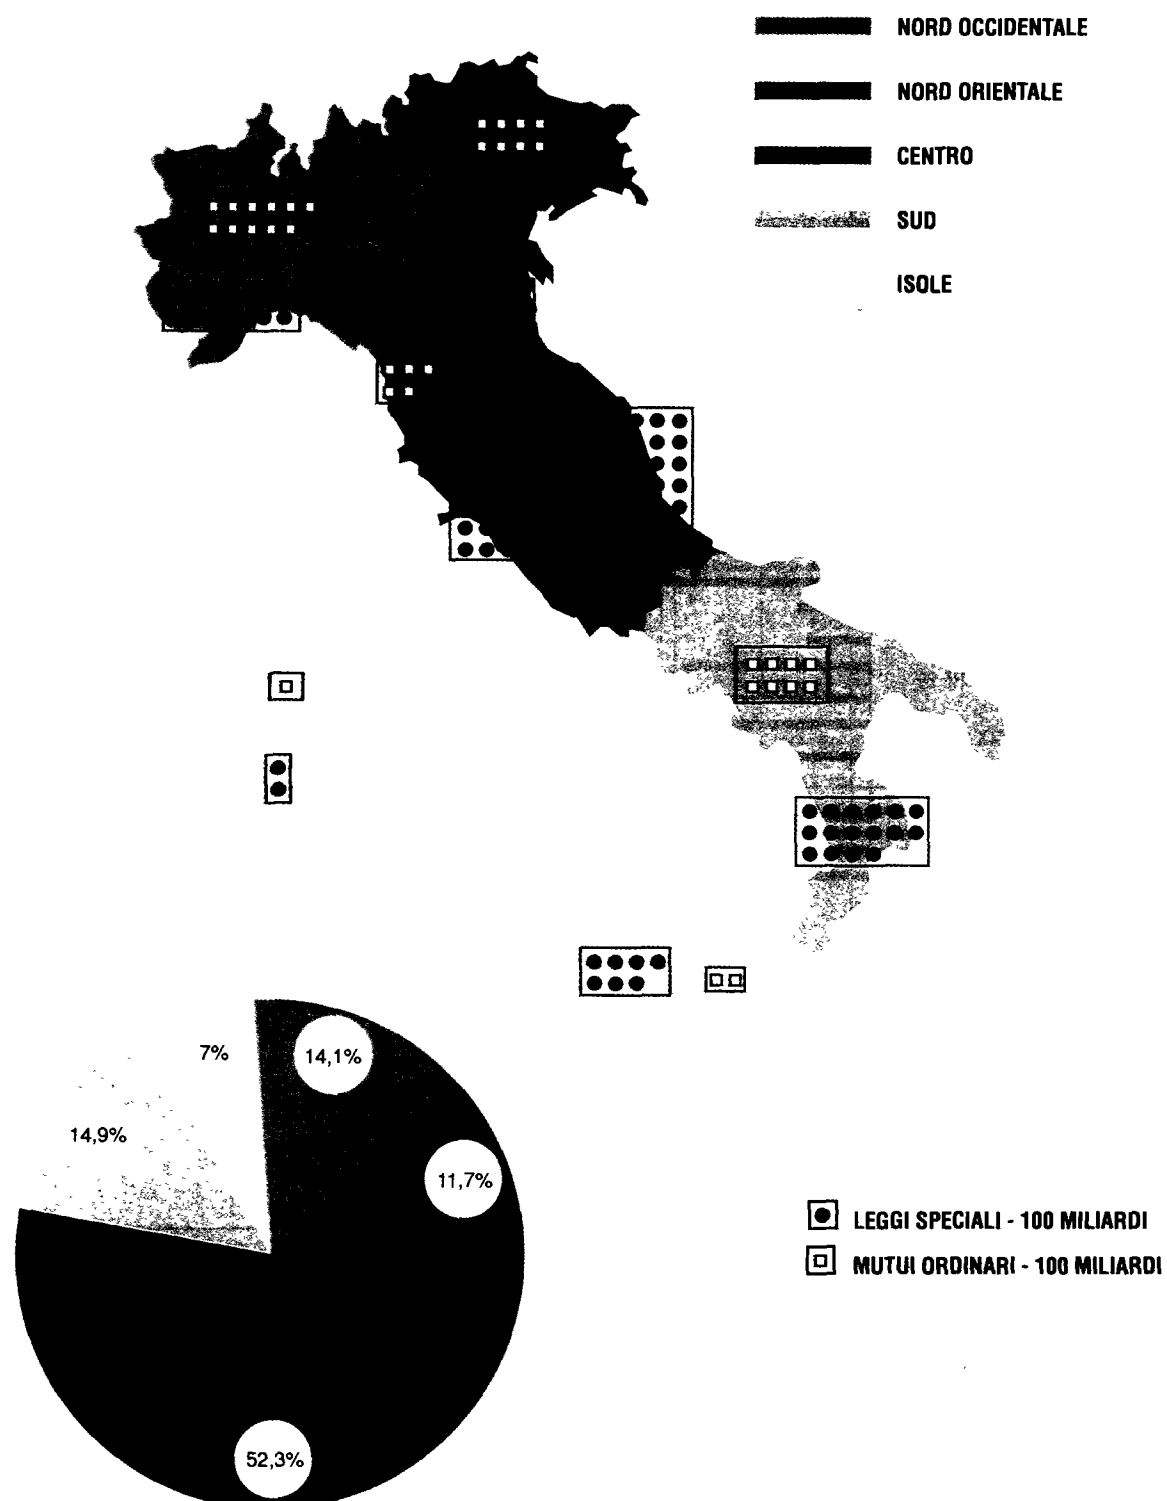 NORD OCCIDENTALE
NORD ORIENTALE
CENTRO
SUD
ISOLE
7%
14,1%
14,9%
11,7%
52,3%
LEGGI SPECIALI - 100 MILIARDI
MUTUI ORDINARI - 100 MILIARDI